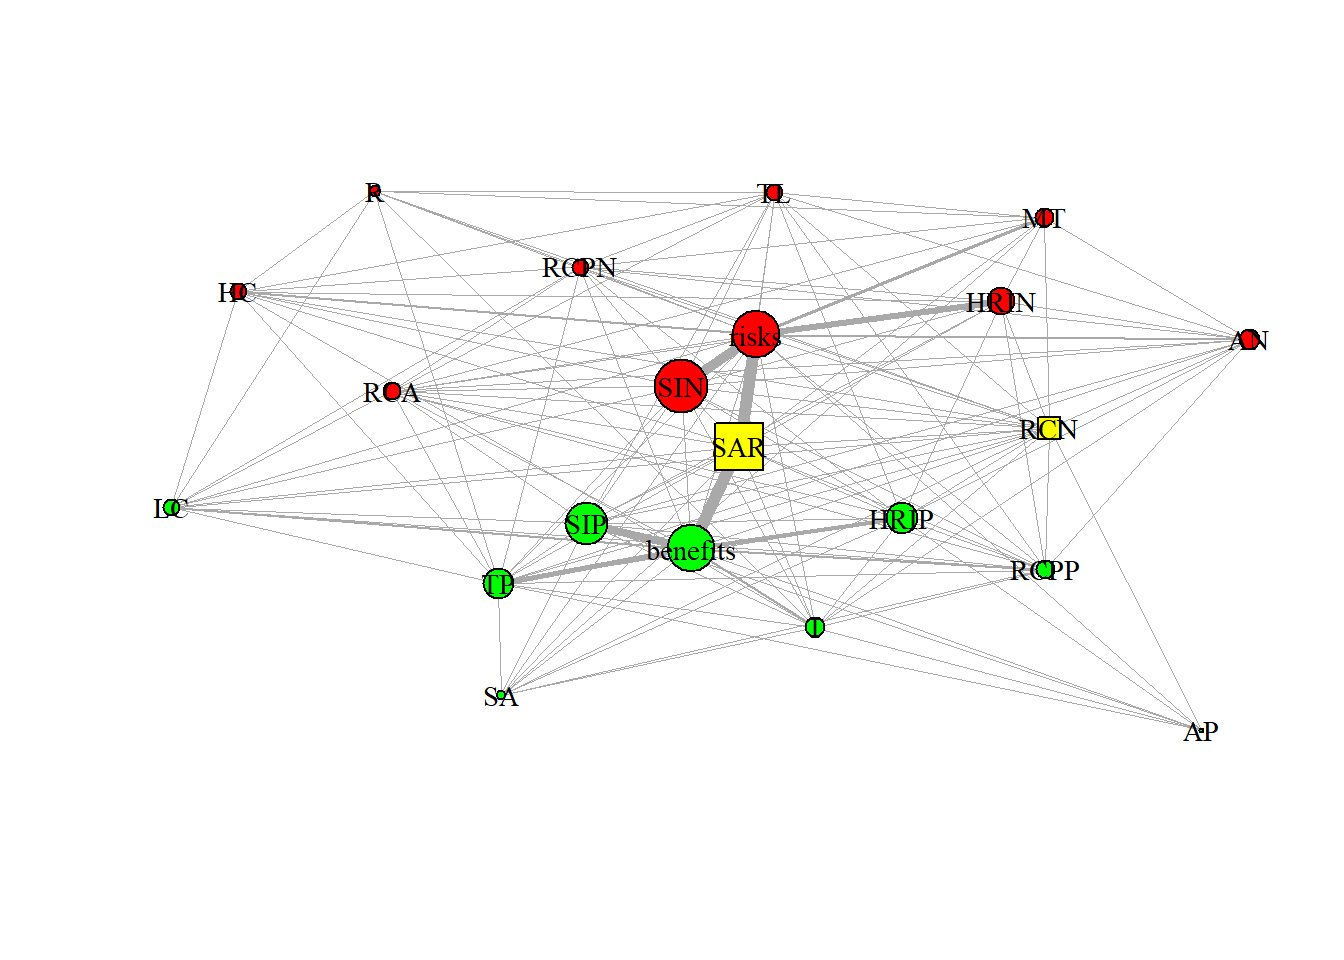 R
TL
MT
RCPN
HC
HRIN
risks
AN
SIN
RCA
RCN
SAR
LC
SIP
HRIP
benefits
RCPP
TP
I
SA
AP